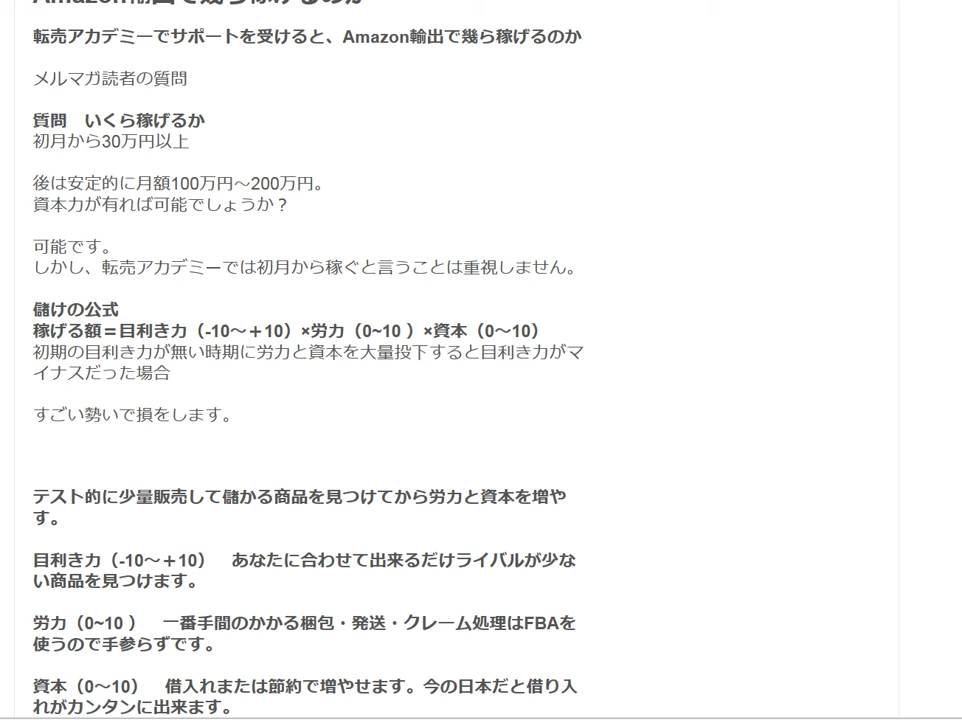 Amazon輸出で幾ら稼げるのか
転売アカデミーでサポートを受けると、Amazon輸出で幾ら稼げるのか
メルマガ読者の質問
質問　いくら稼げるか
初月から30万円以上
後は安定的に月額100万円～200万円。
資本力が有れば可能でしょうか？
可能です。
しかし、転売アカデミーでは初月から稼ぐと言うことは重視しません。
儲けの公式
稼げる額＝目利き力（-10～＋10）×労力（0~10 ）×資本（0～10）
初期の目利き力が無い時期に労力と資本を大量投下すると目利き力がマ
イナスだった場合
すごい勢いで損をします。
テスト的に少量販売して儲かる商品を見つけてから労力と資本を増や
す。
目利き力（-10～＋10）　あなたに合わせて出来るだけライバルが少な
い商品を見つけます。
労力（0~10 ）　一番手間のかかる梱包・発送・クレーム処理はFBAを
使うので手参らずです。
資本（0～10）　借入れまたは節約で増やせます。今の日本だと借り入
れがカンタンに出来ます。